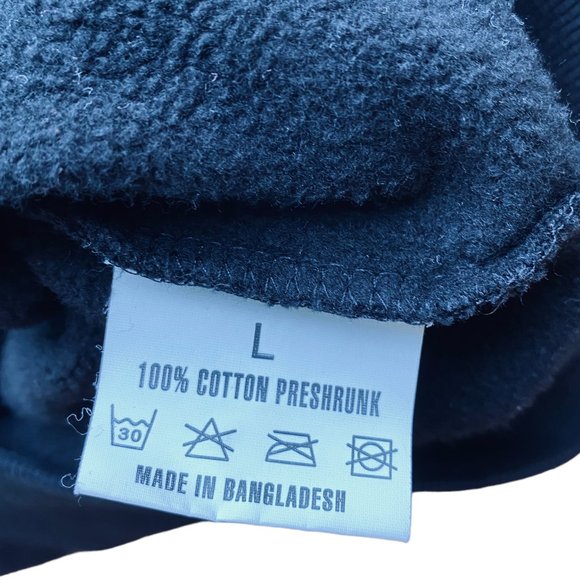 L
100% COTTON PRESHRUNK
30
MADE IN BANGLADESH